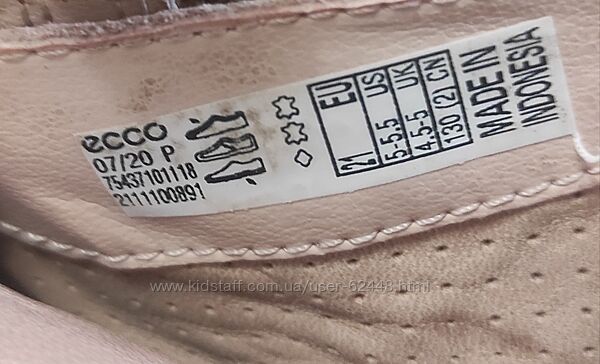 ecco
07/20 P
75437101118
2111100891
EU 21
US 5-5,5
UK 4,5-5
CN 130 (2)
MADE IN
INDONESIA
www.kidstaff.com.ua/user-62448.html